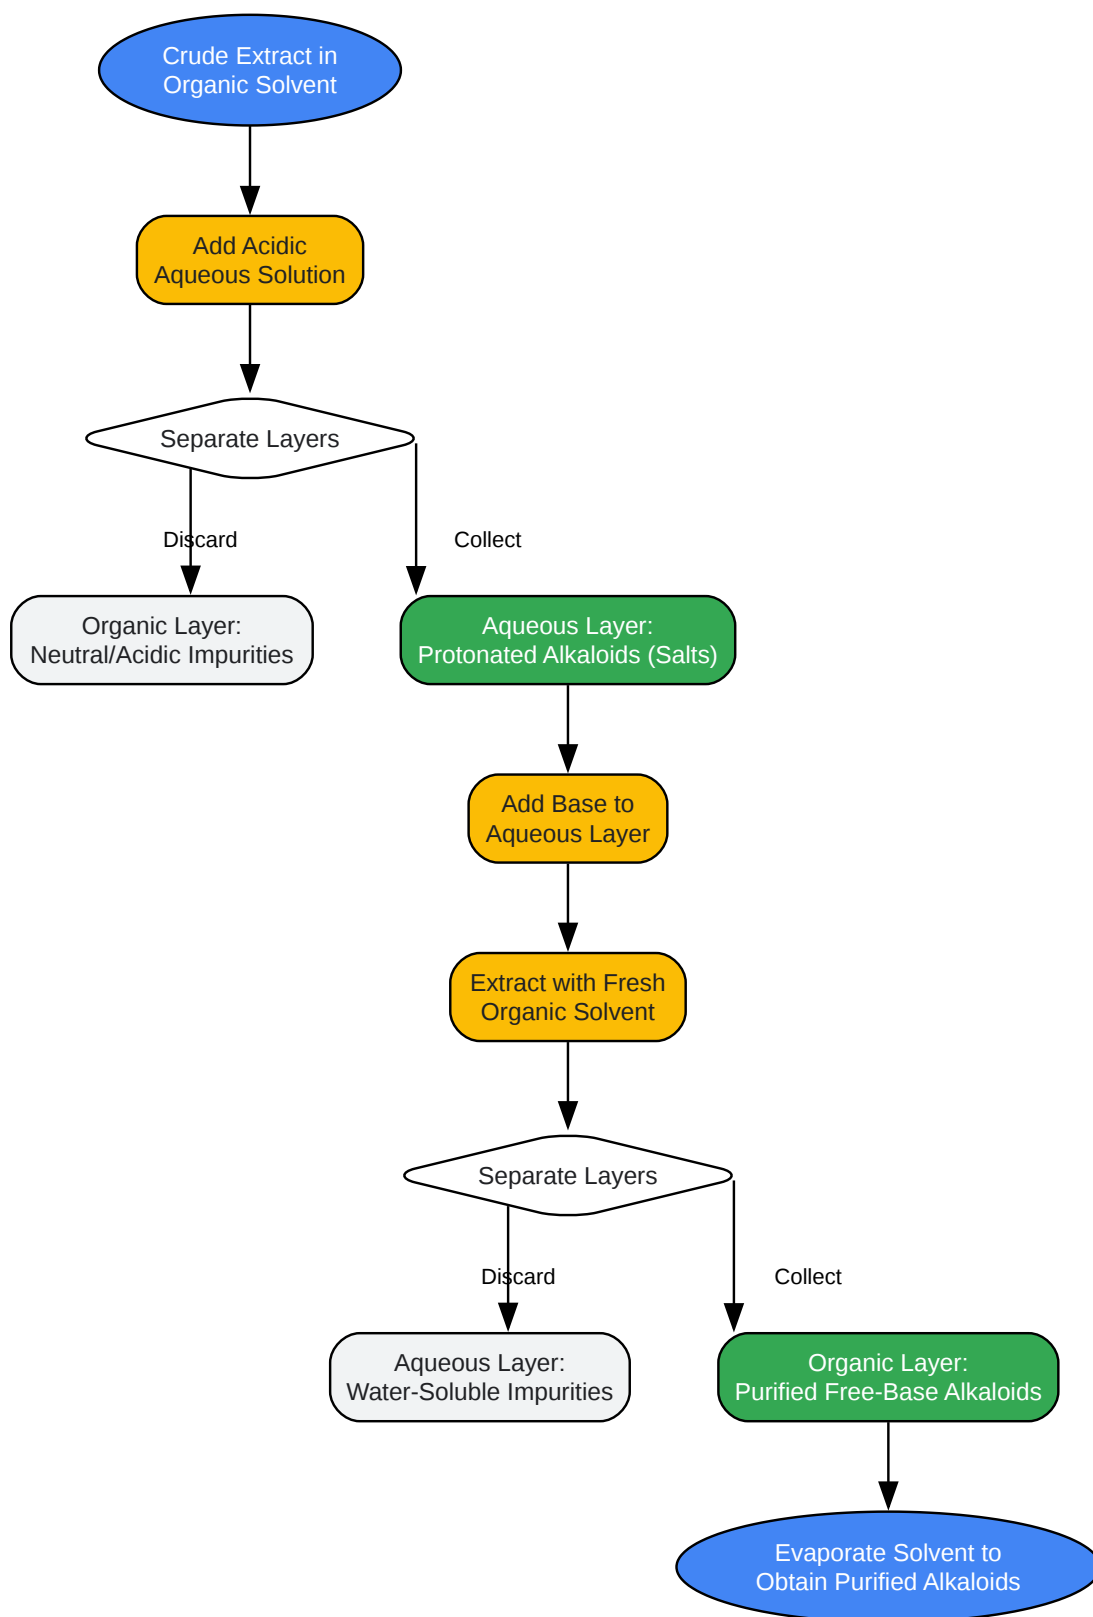 Crude Extract in
Organic Solvent
Add Acidic
Aqueous Solution
Separate Layers
Discard
Collect
Organic Layer:
Neutral/Acidic Impurities
Aqueous Layer:
Protonated Alkaloids (Salts)
Add Base to
Aqueous Layer
Extract with Fresh
Organic Solvent
Separate Layers
Discard
Collect
Aqueous Layer:
Water-Soluble Impurities
Organic Layer:
Purified Free-Base Alkaloids
Evaporate Solvent to
Obtain Purified Alkaloids